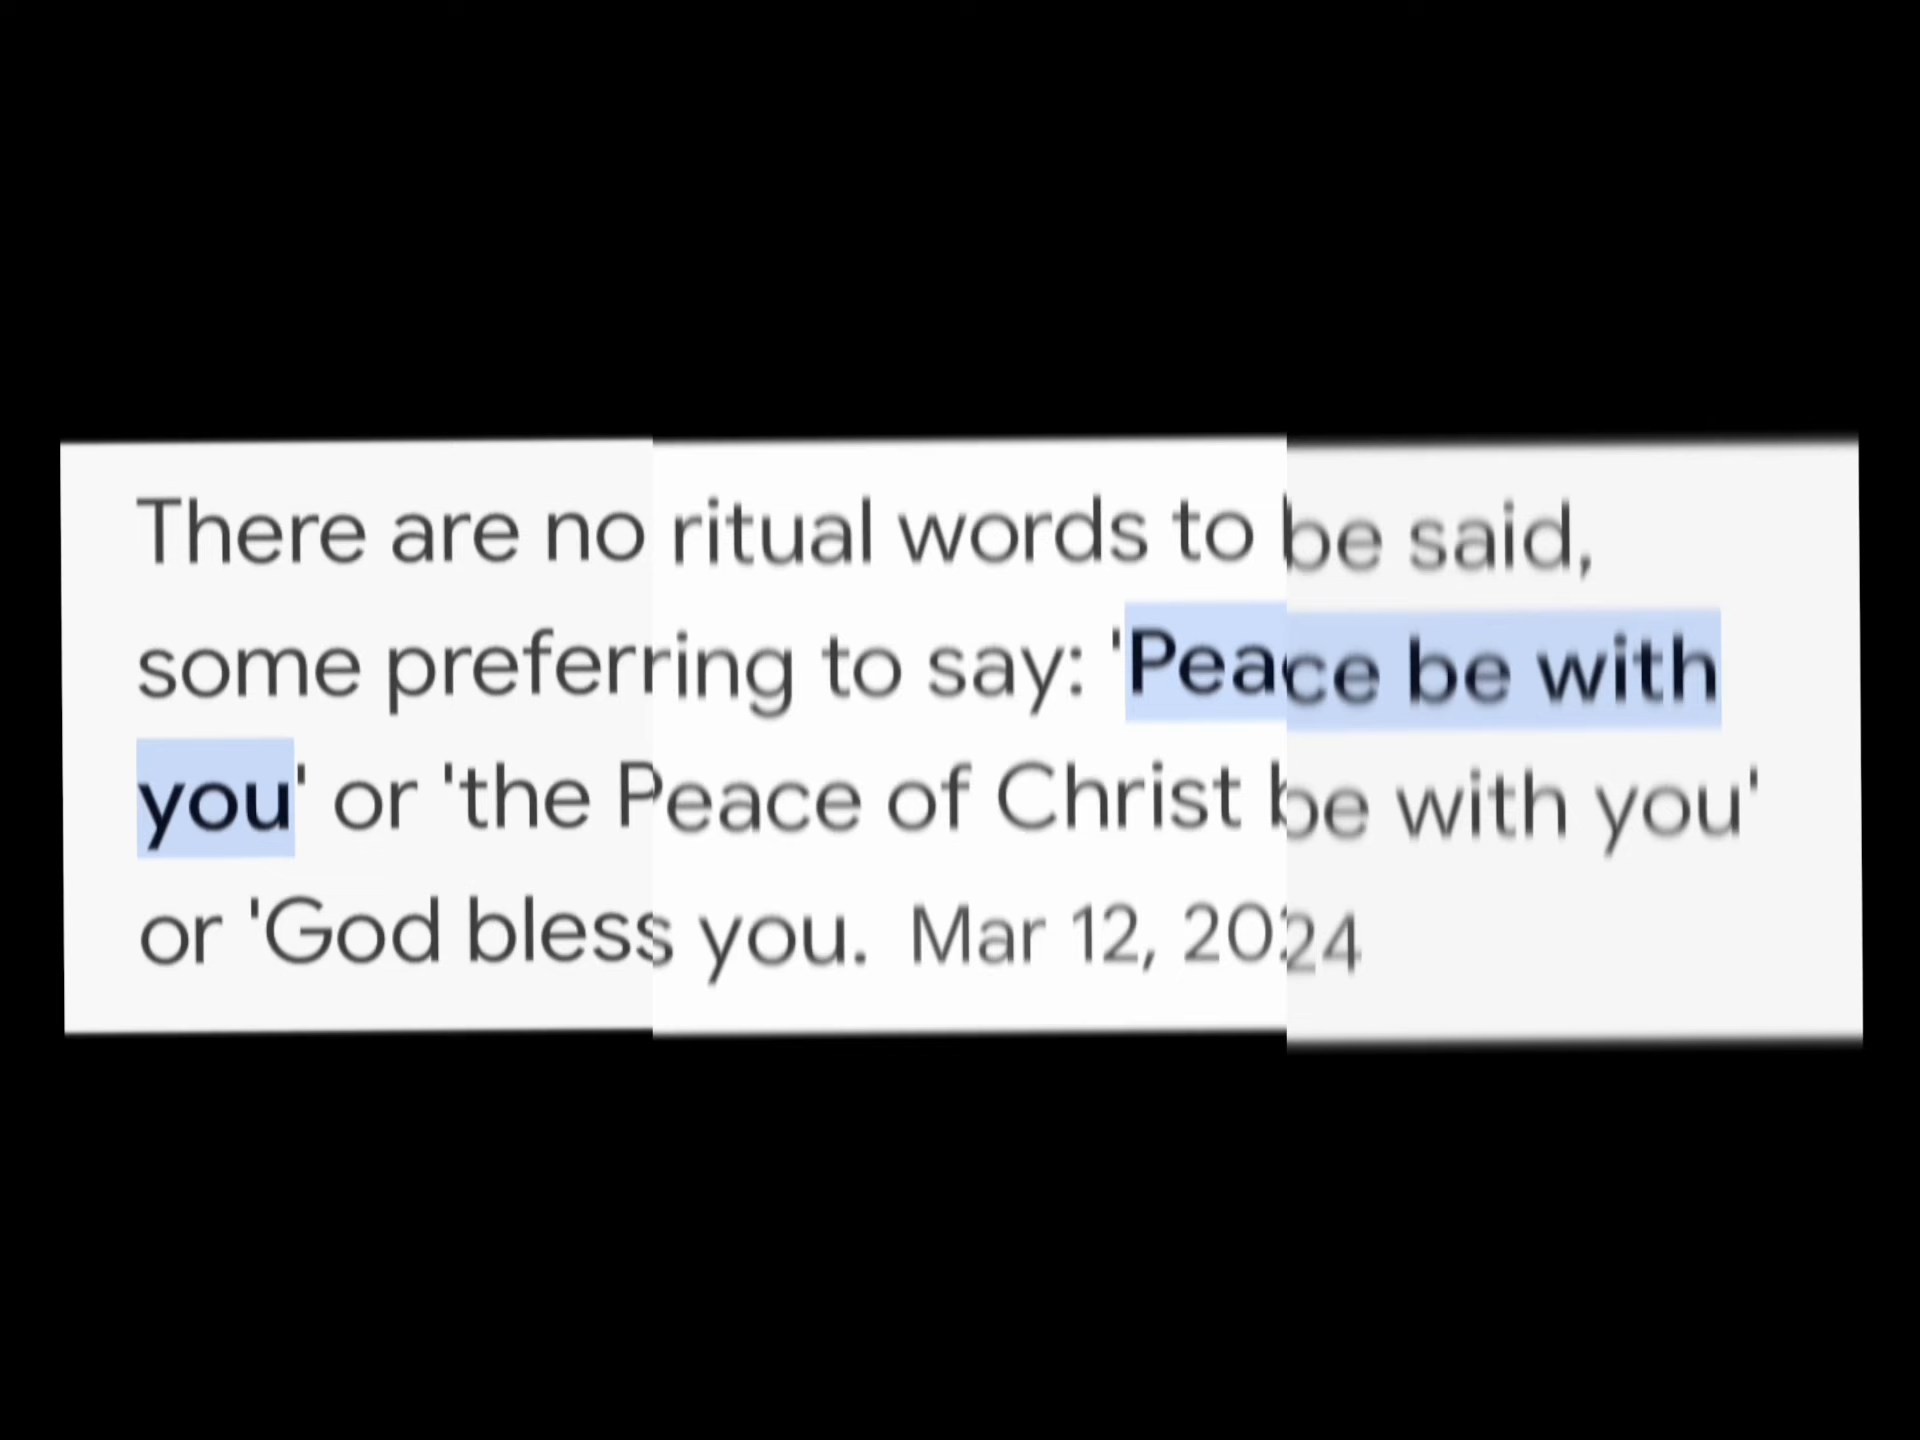 There are no ritual words to be said,
some preferring to say: 'Peace be with
you' or 'the Peace of Christ be with you'
or 'God bless you. Mar 12, 2024